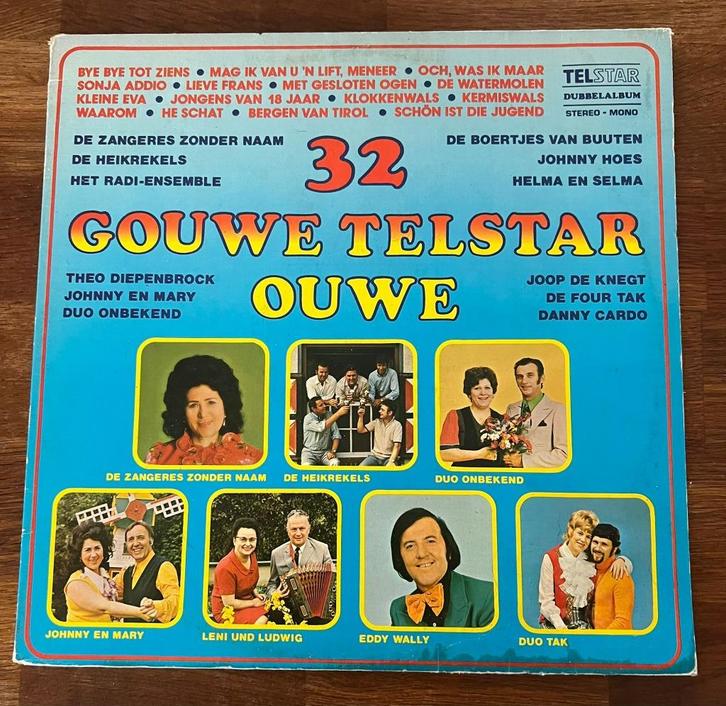 BYE BYE TOT ZIENS • MAG IK VAN U 'N LIFT, MENEER • OCH, WAS IK MAAR
SONJA ADDIO • LIEVE FRANS • MET GESLOTEN OGEN • DE WATERMOLEN
KLEINE EVA • JONGENS VAN 18 JAAR • KLOKKENWALS • KERMISWALS
WAAROM • HE SCHAT • BERGEN VAN TIROL • SCHÖN IST DIE JUGEND
TELSTAR
DUBBELALBUM
STEREO - MONO
DE ZANGERES ZONDER NAAM
DE HEIKREKELS
HET RADI-ENSEMBLE
32
DE BOERTJES VAN BUUTEN
JOHNNY HOES
HELMA EN SELMA
GOUWE TELSTAR
OUWE
THEO DIEPENBROCK
JOHNNY EN MARY
DUO ONBEKEND
JOOP DE KNEGT
DE FOUR TAK
DANNY CARDO
DE ZANGERES ZONDER NAAM
DE HEIKREKELS
DUO ONBEKEND
JOHNNY EN MARY
LENI UND LUDWIG
EDDY WALLY
DUO TAK